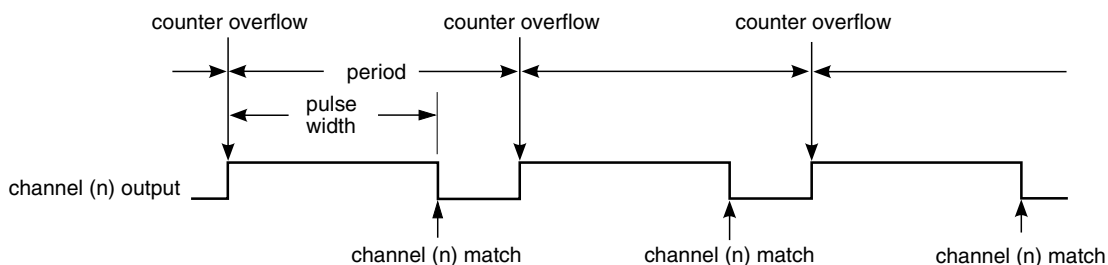 counter overflow
counter overflow
counter overflow
period
pulse
width
channel (n) output
channel (n) match
channel (n) match
channel (n) match